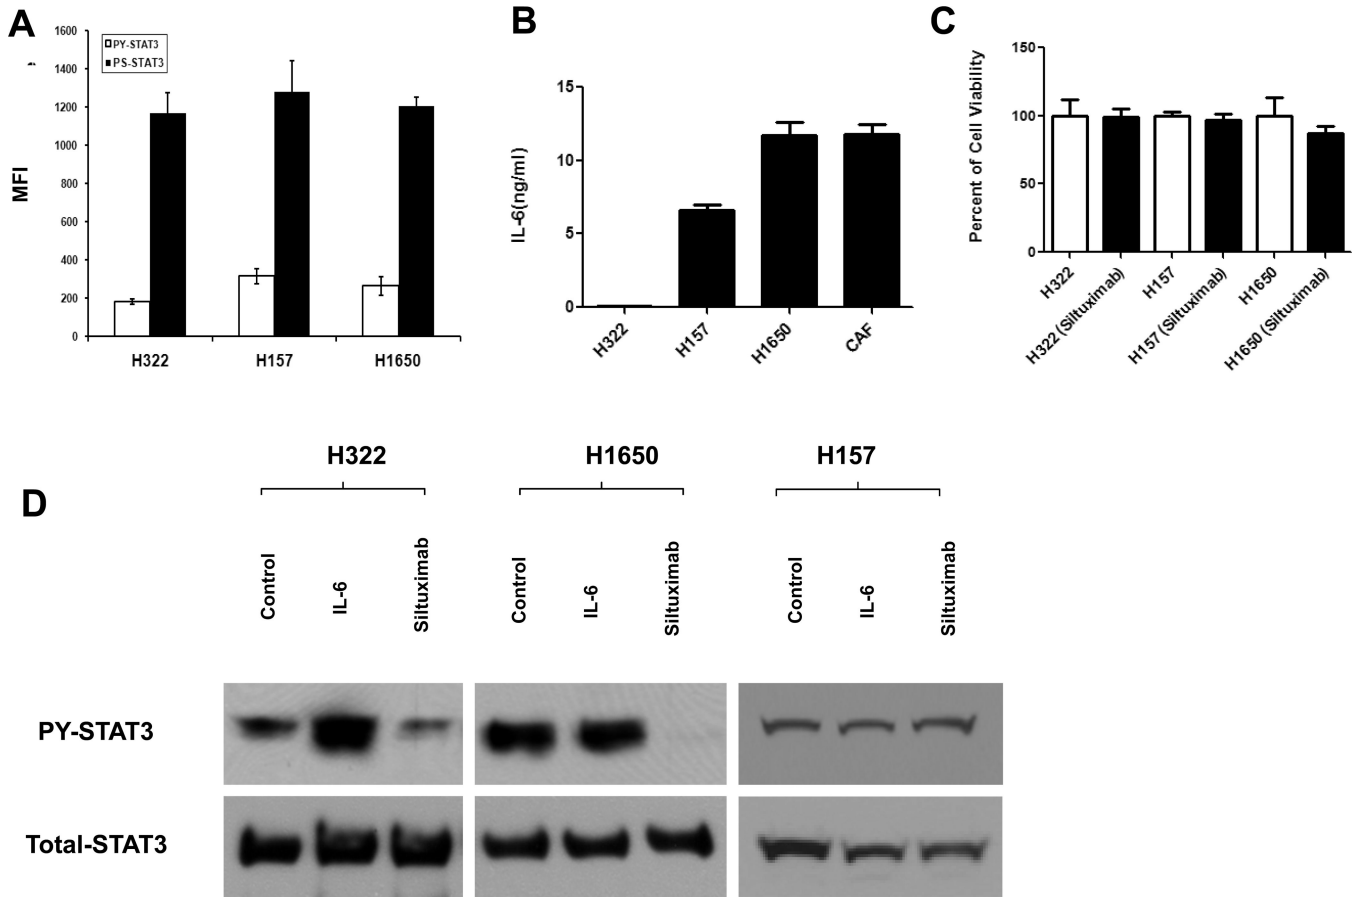 A
1600
1400
1200
1000
800
600
400
200
0
MFI
PY-STAT3
PS-STAT3
H322
H157
H1650
B
15
10
5
0
IL-6(ng/ml)
H322
H157
H1650
CAF
C
150
100
50
0
Percent of Cell Viability
H322
H322 (Siltuximab)
H157
H157 (Siltuximab)
H1650
H1650 (Siltuximab)
D
H322
H1650
H157
Control
IL-6
Siltuximab
Control
IL-6
Siltuximab
Control
IL-6
Siltuximab
PY-STAT3
Total-STAT3